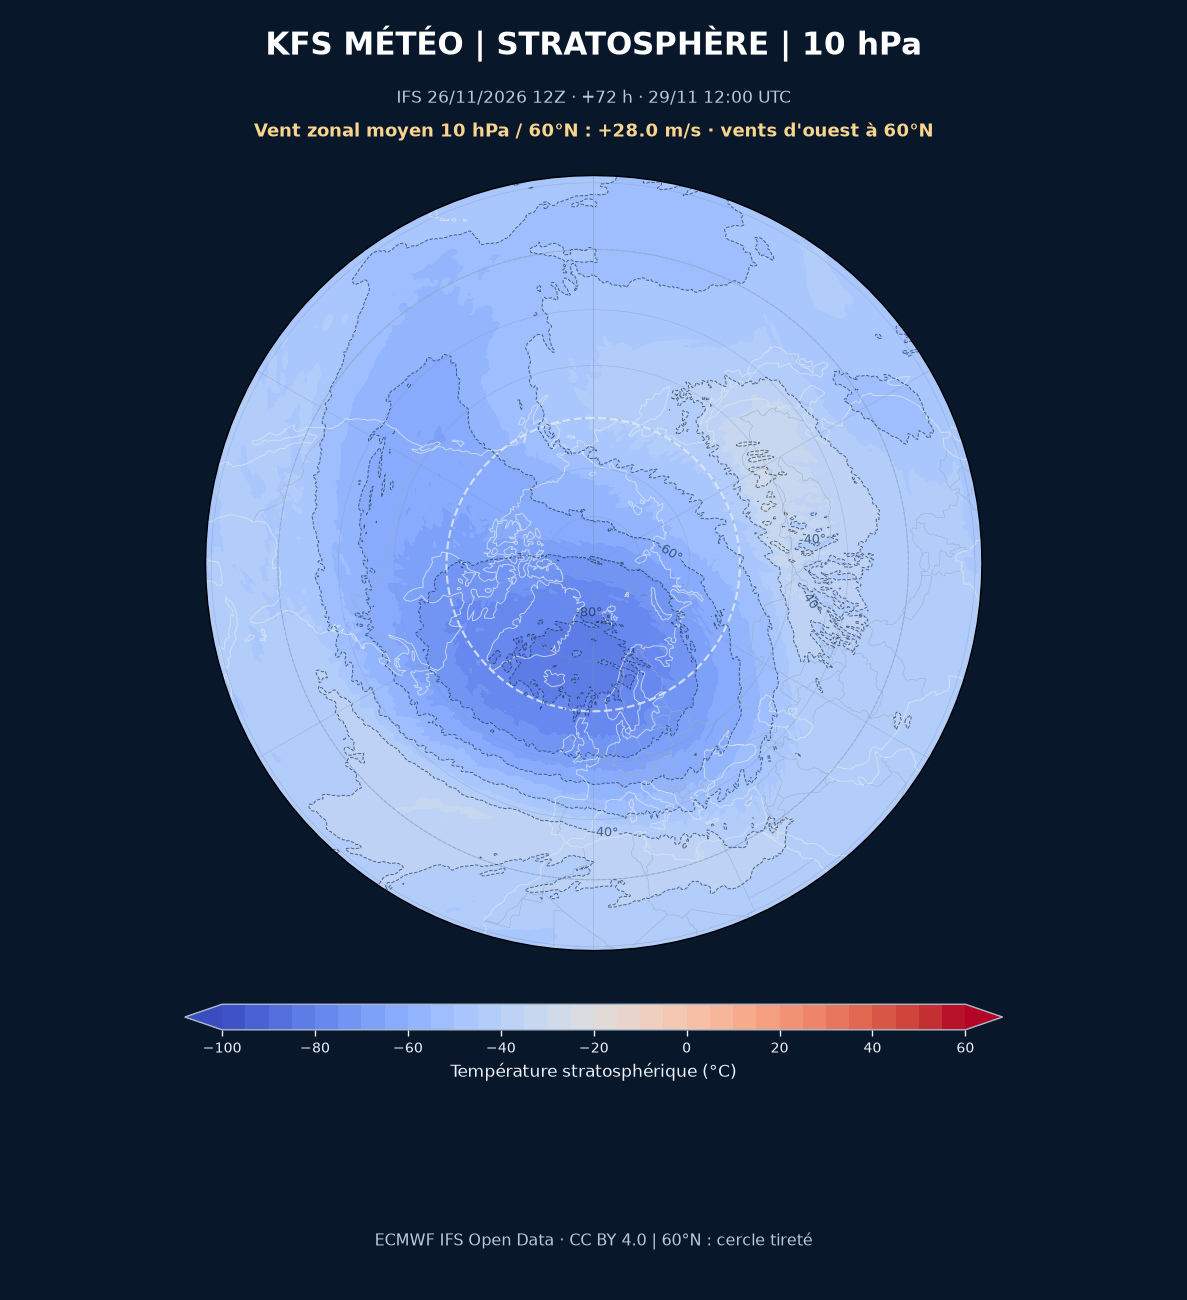 KFS MÉTÉO | STRATOSPHÈRE | 10 hPa
IFS 26/11/2026 12Z · +72 h · 29/11 12:00 UTC
Vent zonal moyen 10 hPa / 60°N : +28.0 m/s · vents d'ouest à 60°N
-60°
-40°
-80°
40°
-40°
−100 −80 −60 −40 −20 0 20 40 60
Température stratosphérique (°C)
ECMWF IFS Open Data · CC BY 4.0 | 60°N : cercle tireté